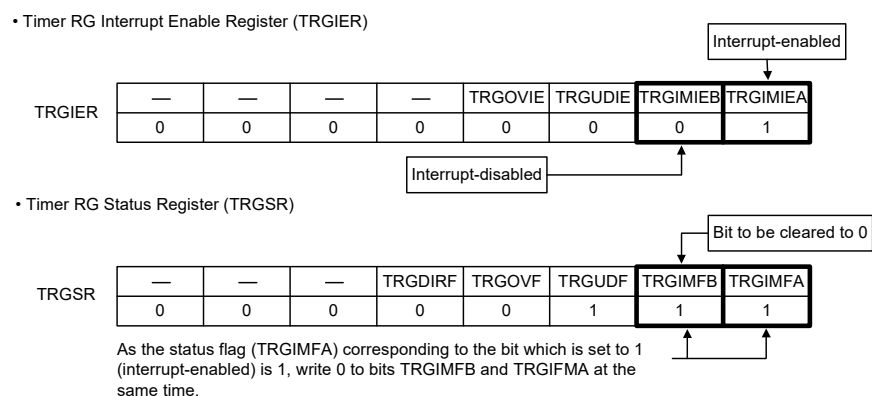 • Timer RG Interrupt Enable Register (TRGIER)
Interrupt-enabled
TRGIER
— — — — TRGOVIE TRGUDIE TRGIMIEB TRGIMIEA
0 0 0 0 0 0 0 1
Interrupt-disabled
• Timer RG Status Register (TRGSR)
Bit to be cleared to 0
TRGSR
— — — TRGDIRF TRGOVF TRGUDF TRGIMFB TRGIMFA
0 0 0 0 0 1 1 1
As the status flag (TRGIMFA) corresponding to the bit which is set to 1
(interrupt-enabled) is 1, write 0 to bits TRGIMFB and TRGIFMA at the
same time.